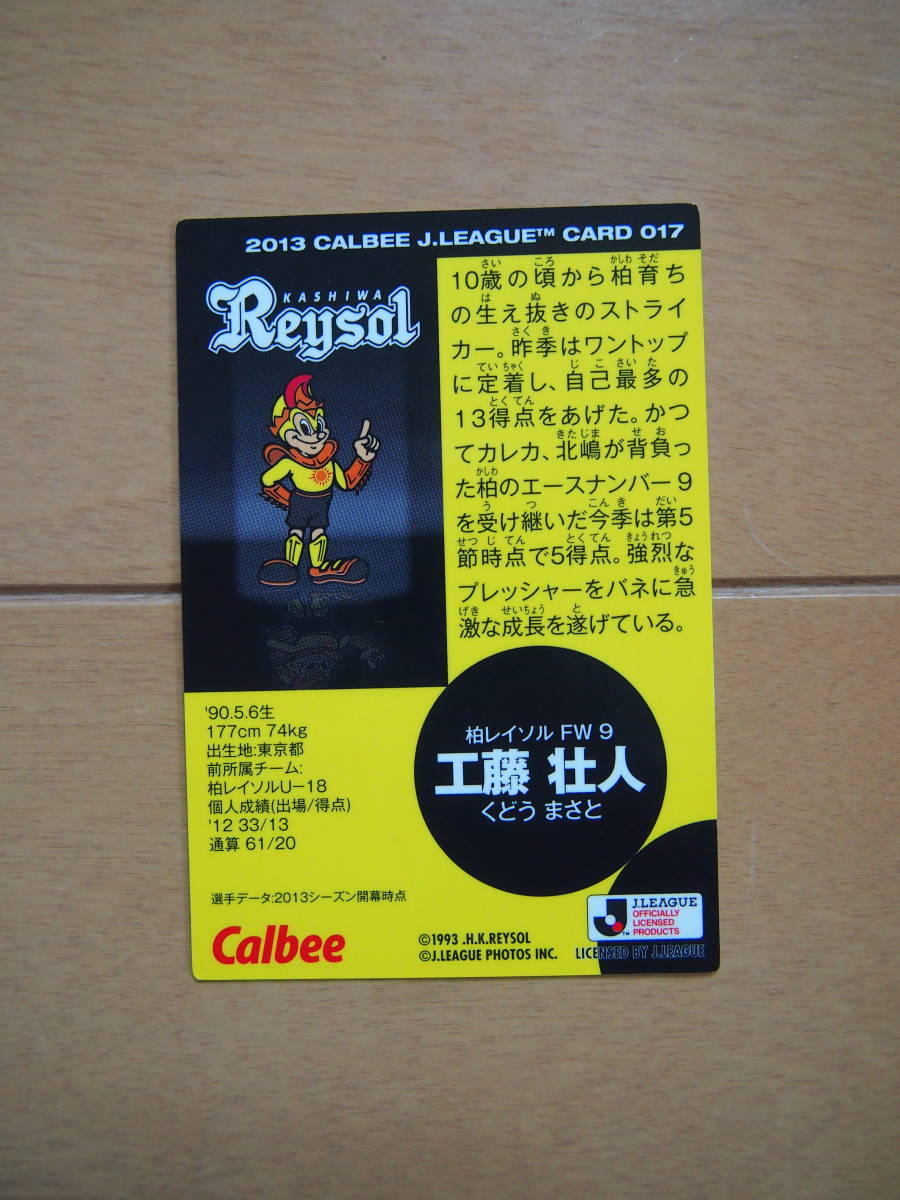 2013 CALBEE J.LEAGUE™ CARD 017
KASHIWA
Reysol
10歳の頃から柏育ち
の生え抜きのストライ
カー。昨季はワントップ
に定着し、自己最多の
13得点をあげた。かつ
てカレカ、北嶋が背負っ
た柏のエースナンバー9
を受け継いだ今季は第5
節時点で5得点。強烈な
プレッシャーをバネに急
激な成長を遂げている。
'90.5.6生
177cm 74kg
出生地:東京都
前所属チーム:
柏レイソルU-18
個人成績(出場/得点)
'12 33/13
通算 61/20
選手データ:2013シーズン開幕時点
柏レイソル FW 9
工藤 壮人
くどう まさと
Calbee
©1993 .H.K.REYSOL
©J.LEAGUE PHOTOS INC.
J.LEAGUE
OFFICIALLY
LICENSED
PRODUCTS
™
LICENSED BY J.LEAGUE